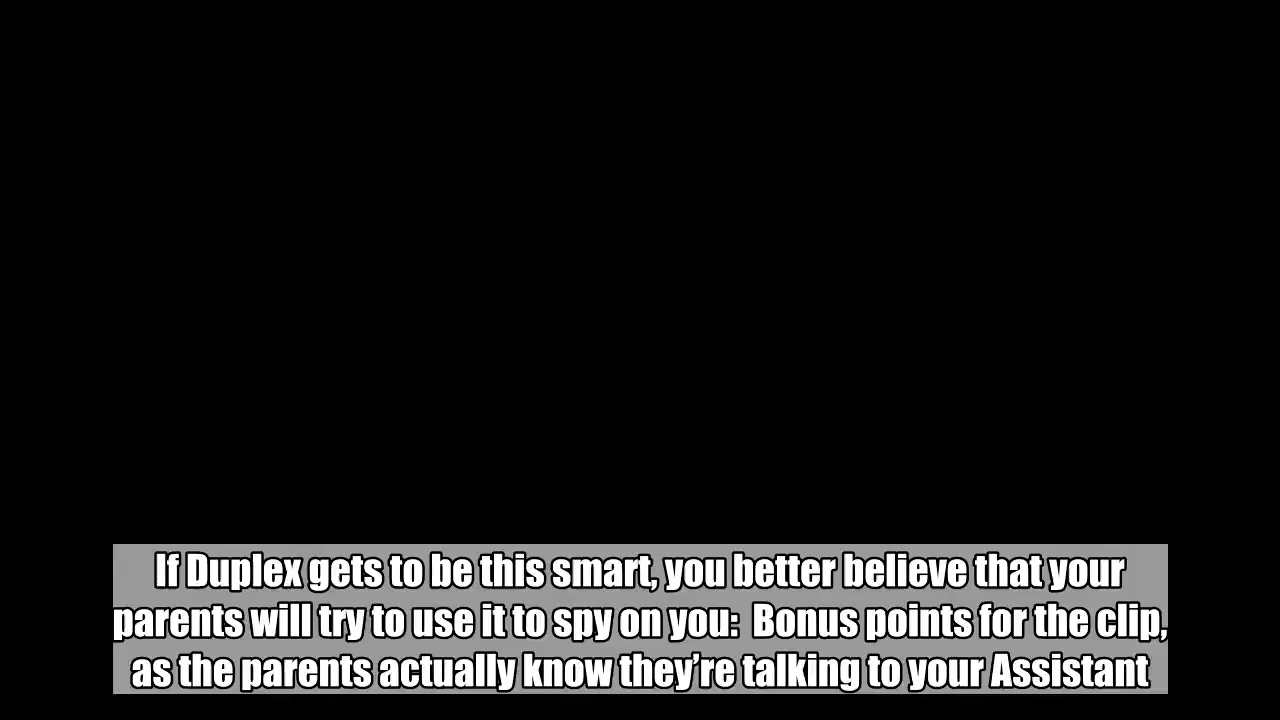 If Duplex gets to be this smart, you better believe that your
parents will try to use it to spy on you:  Bonus points for the clip,
as the parents actually know they’re talking to your Assistant